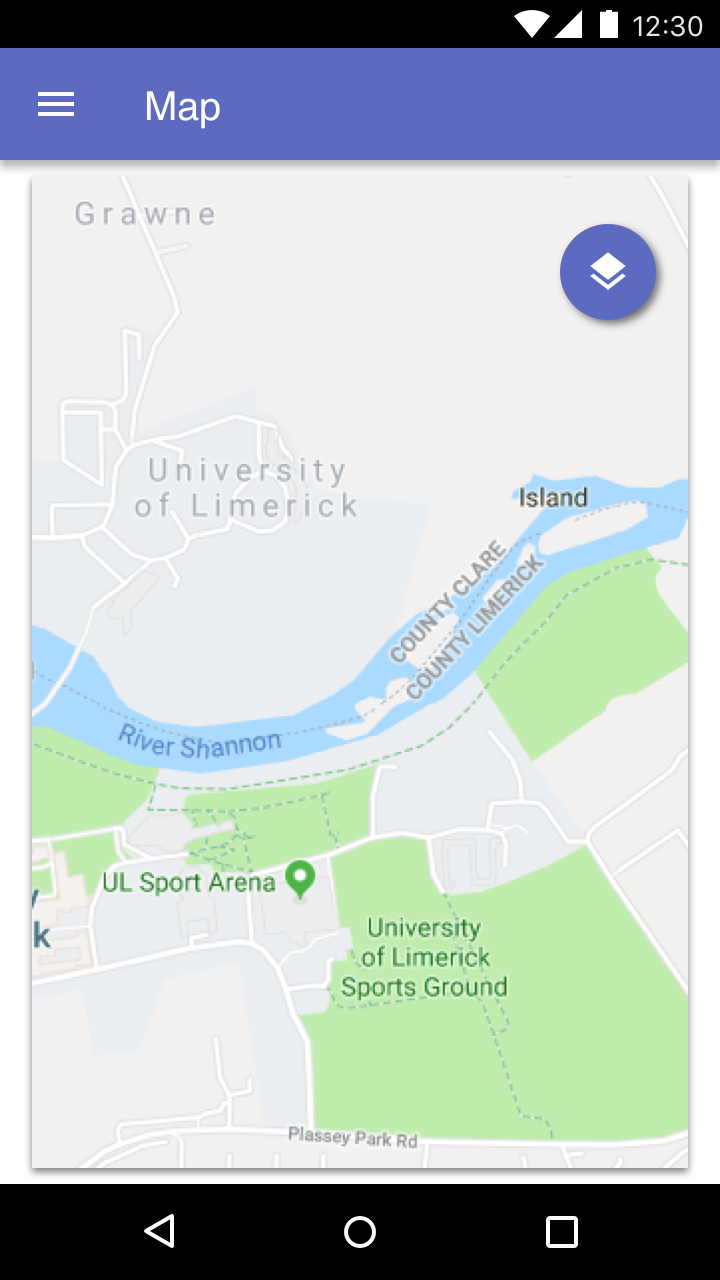 12:30
Map
Grawne
University
of Limerick
Island
COUNTY CLARE
COUNTY LIMERICK
River Shannon
UL Sport Arena
k
University
of Limerick
Sports Ground
Plassey Park Rd